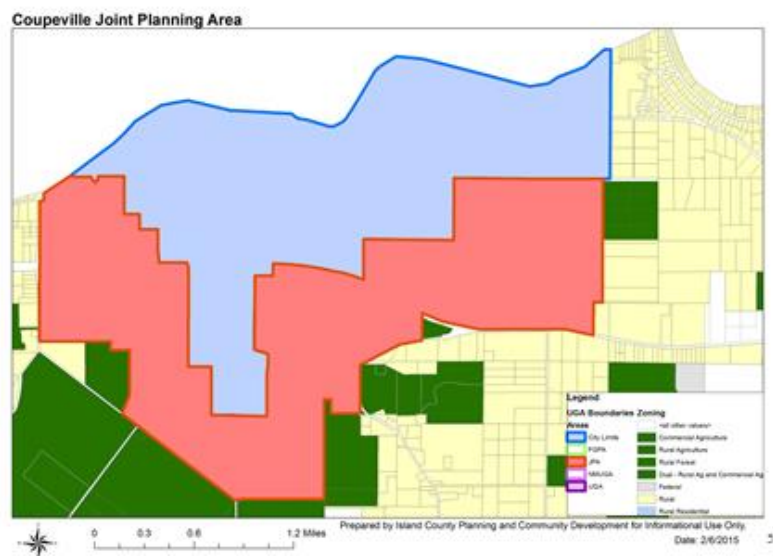 Coupeville Joint Planning Area
Legend
UGA Boundaries Zoning
Areas
<all other values>
City Limits
Commercial Agriculture
FGPA
Rural Agriculture
JPA
Rural Forest
NMUGA
Dual - Rural Ag and Commercial Ag
UGA
Federal
Rural
Rural Residential
0 0.3 0.6 1.2 Miles
Prepared by Island County Planning and Community Development for Informational Use Only.
Date: 2/6/2015